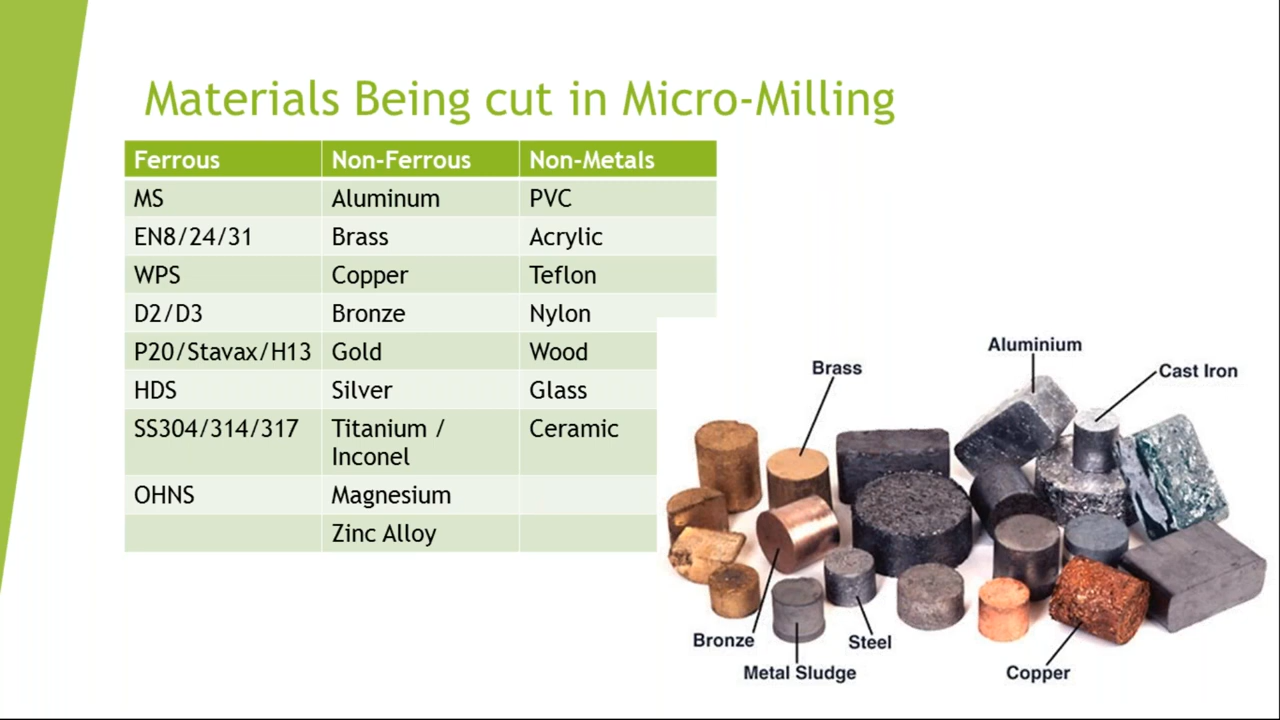 Materials Being cut in Micro-Milling
Ferrous Non-Ferrous Non-Metals
MS Aluminum PVC
EN8/24/31 Brass Acrylic
WPS Copper Teflon
D2/D3 Bronze Nylon
P20/Stavax/H13 Gold Wood
HDS Silver Glass
SS304/314/317 Titanium / Ceramic
Inconel
OHNS Magnesium
Zinc Alloy
Aluminium
Brass
Cast Iron
Bronze
Steel
Metal Sludge
Copper